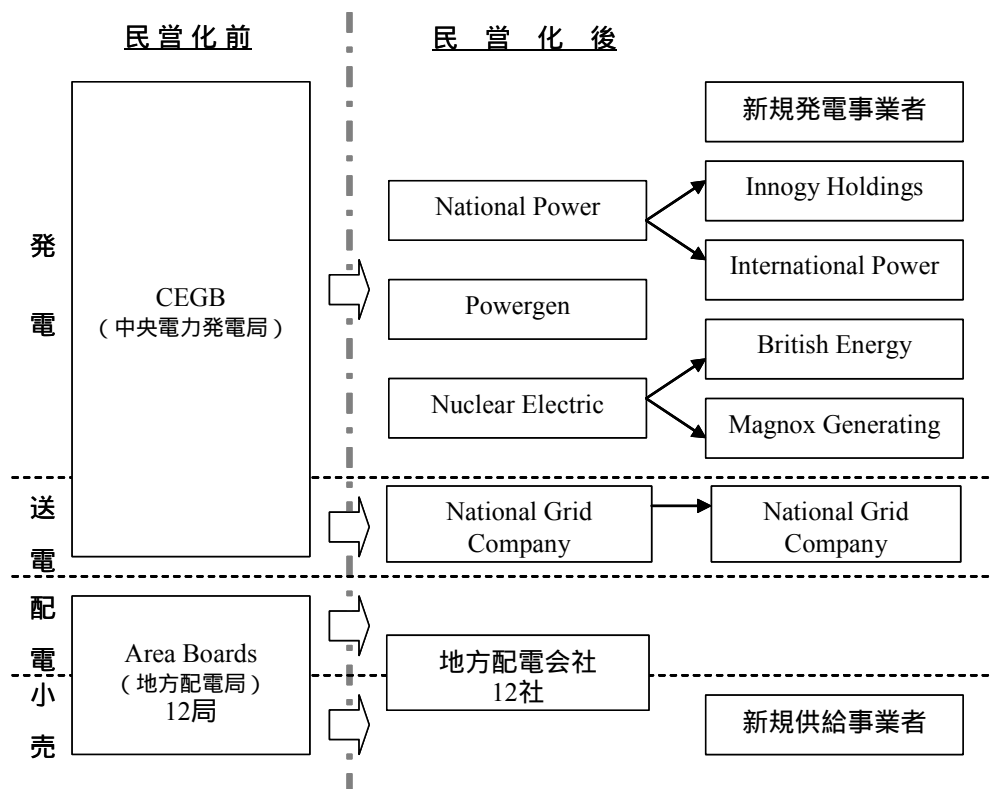 民営化前
民営化後
発電
送電
配電
小売
CEGB
（中央電力発電局）
Area Boards
（地方配電局）
12局
National Power
Powergen
Nuclear Electric
National Grid
Company
地方配電会社
12社
新規発電事業者
Innogy Holdings
International Power
British Energy
Magnox Generating
National Grid
Company
新規供給事業者